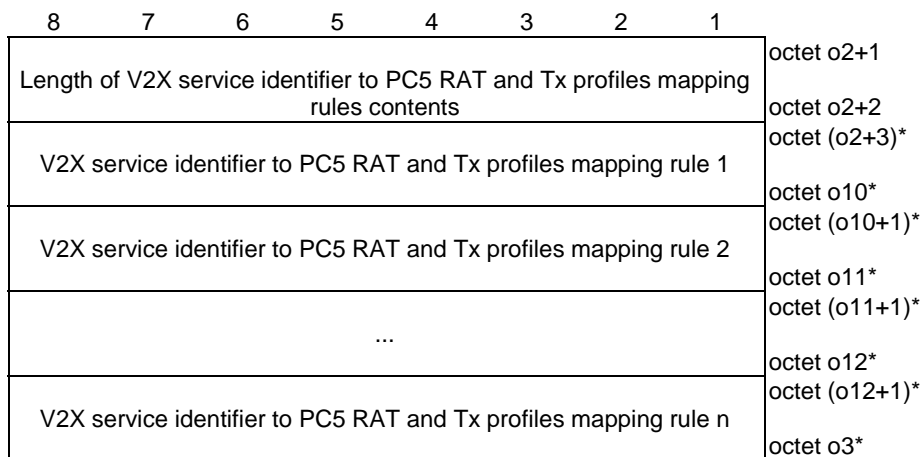 8 7 6 5 4 3 2 1
octet o2+1
Length of V2X service identifier to PC5 RAT and Tx profiles mapping
rules contents
octet o2+2
octet (o2+3)*
V2X service identifier to PC5 RAT and Tx profiles mapping rule 1
octet o10*
octet (o10+1)*
V2X service identifier to PC5 RAT and Tx profiles mapping rule 2
octet o11*
octet (o11+1)*
...
octet o12*
octet (o12+1)*
V2X service identifier to PC5 RAT and Tx profiles mapping rule n
octet o3*